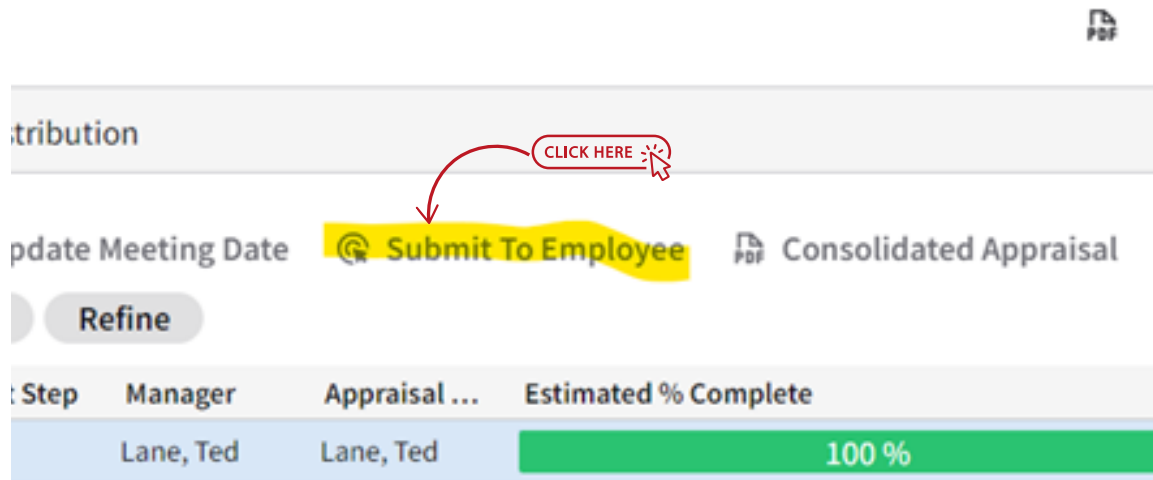 PDF
tribution
CLICK HERE
pdate Meeting Date Submit To Employee PDF Consolidated Appraisal
Refine
Step Manager Appraisal ... Estimated % Complete
Lane, Ted Lane, Ted 100 %